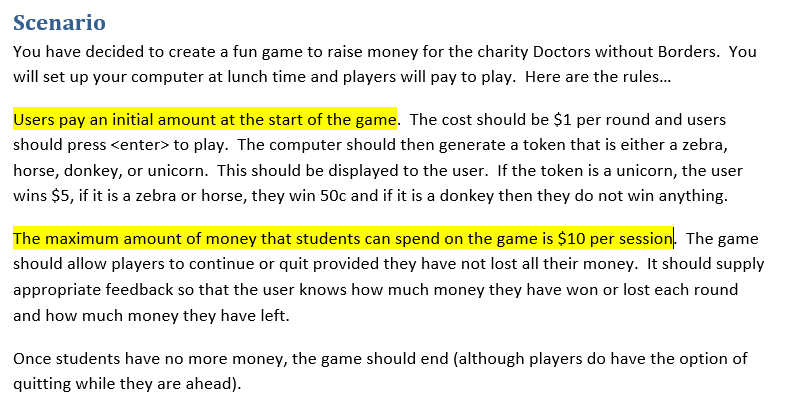 Scenario
You have decided to create a fun game to raise money for the charity Doctors without Borders.  You
will set up your computer at lunch time and players will pay to play.  Here are the rules…
Users pay an initial amount at the start of the game.  The cost should be $1 per round and users
should press <enter> to play.  The computer should then generate a token that is either a zebra,
horse, donkey, or unicorn.  This should be displayed to the user.  If the token is a unicorn, the user
wins $5, if it is a zebra or horse, they win 50c and if it is a donkey then they do not win anything.
The maximum amount of money that students can spend on the game is $10 per session.  The game
should allow players to continue or quit provided they have not lost all their money.  It should supply
appropriate feedback so that the user knows how much money they have won or lost each round
and how much money they have left.
Once students have no more money, the game should end (although players do have the option of
quitting while they are ahead).